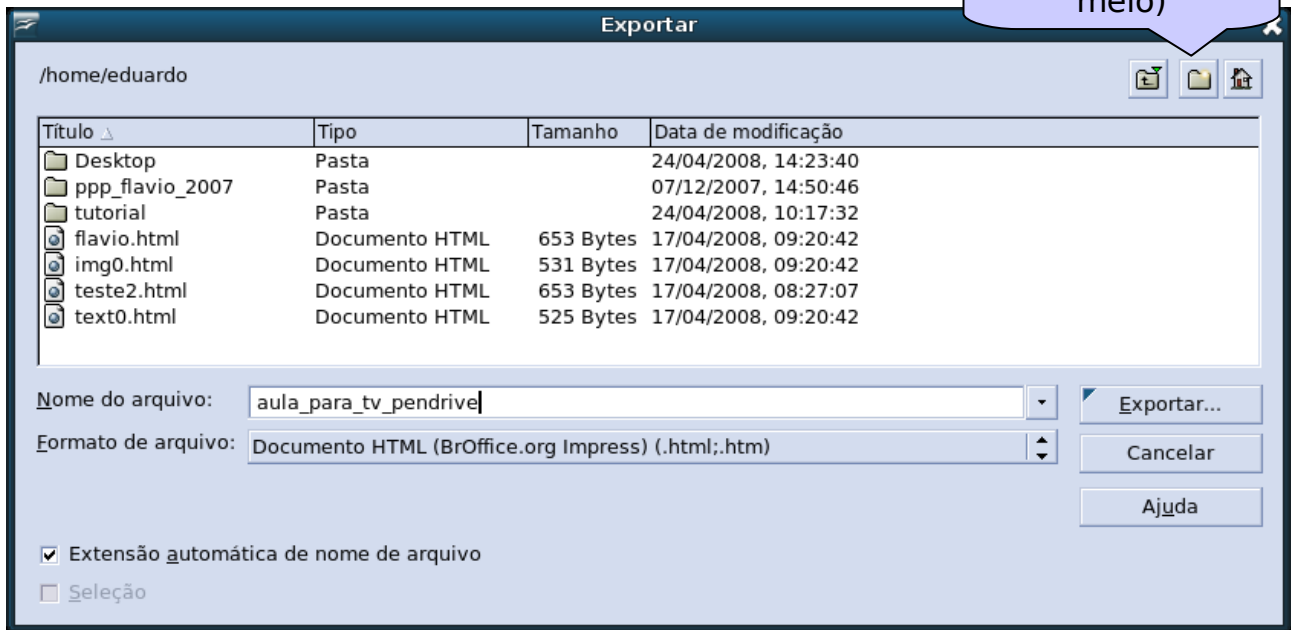 meio)
Exportar
/home/eduardo
Título Tipo Tamanho Data de modificação
Desktop Pasta 24/04/2008, 14:23:40
ppp_flavio_2007 Pasta 07/12/2007, 14:50:46
tutorial Pasta 24/04/2008, 10:17:32
flavio.html Documento HTML 653 Bytes 17/04/2008, 09:20:42
img0.html Documento HTML 531 Bytes 17/04/2008, 09:20:42
teste2.html Documento HTML 653 Bytes 17/04/2008, 08:27:07
text0.html Documento HTML 525 Bytes 17/04/2008, 09:20:42
Nome do arquivo: aula_para_tv_pendrive Exportar...
Formato de arquivo: Documento HTML (BrOffice.org Impress) (.html;.htm) Cancelar
Ajuda
Extensão automática de nome de arquivo
Seleção